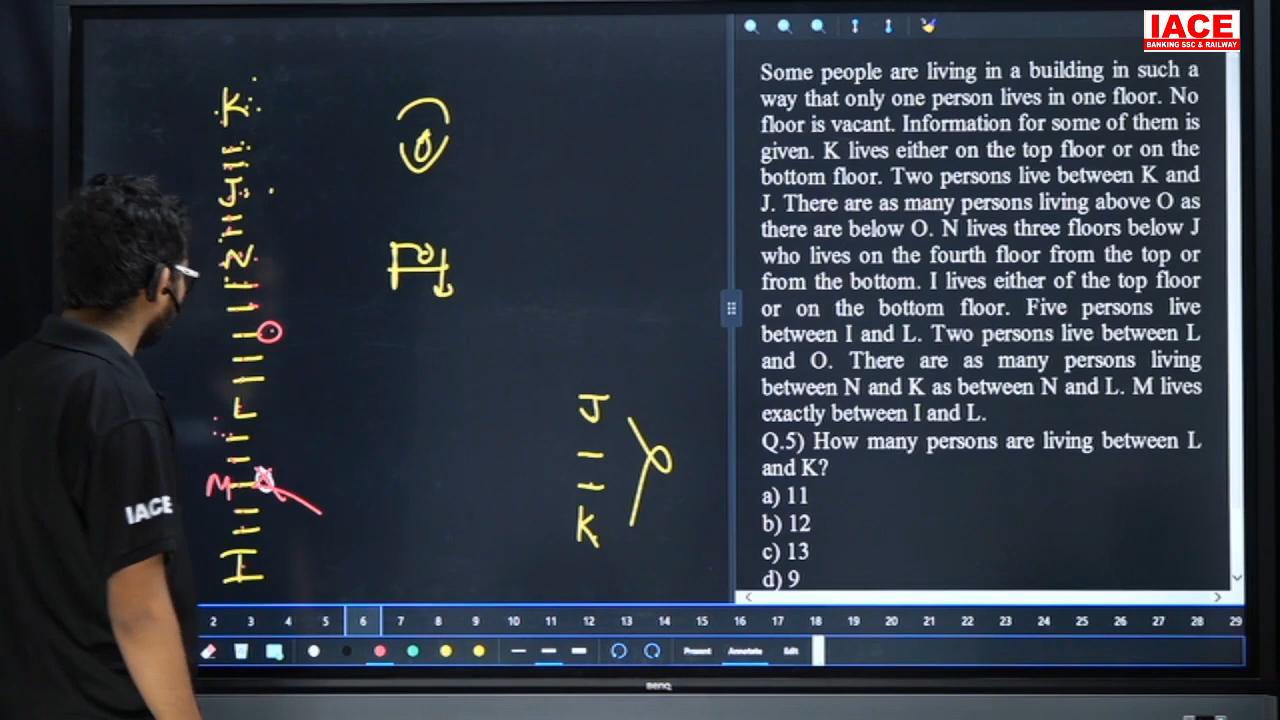 IACE
BANKING SSC & RAILWAY
Some people are living in a building in such a
way that only one person lives in one floor. No
floor is vacant. Information for some of them is
given. K lives either on the top floor or on the
bottom floor. Two persons live between K and
J. There are as many persons living above O as
there are below O. N lives three floors below J
who lives on the fourth floor from the top or
from the bottom. I lives either of the top floor
or on the bottom floor. Five persons live
between I and L. Two persons live between L
and O. There are as many persons living
between N and K as between N and L. M lives
exactly between I and L.
Q.5) How many persons are living between L
and K?
a) 11
b) 12
c) 13
d) 9
K
J
N
O
L
M
I
J
K
IACE
2 3 4 5 6 7 8 9 10 11 12 13 14 15 16 17 18 19 20 21 22 23 24 25 26 27 28 29
Present Annotate Edit
BenQ